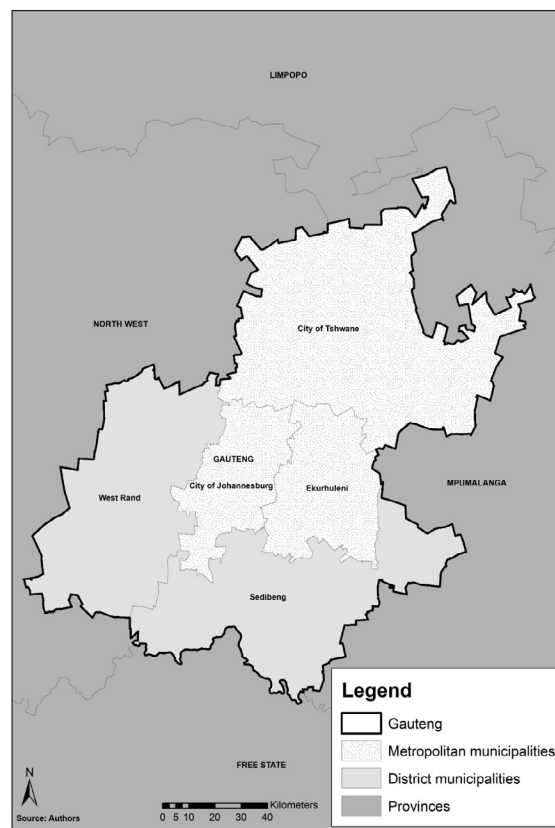 LIMPOPO
NORTH WEST
City of Tshwane
GAUTENG
City of Johannesburg
Ekurhuleni
West Rand
MPUMALANGA
Sedibeng
Legend
Gauteng
Metropolitan municipalities
District municipalities
Provinces
FREE STATE
N
Source: Authors
Kilometers
0 5 10 20 30 40